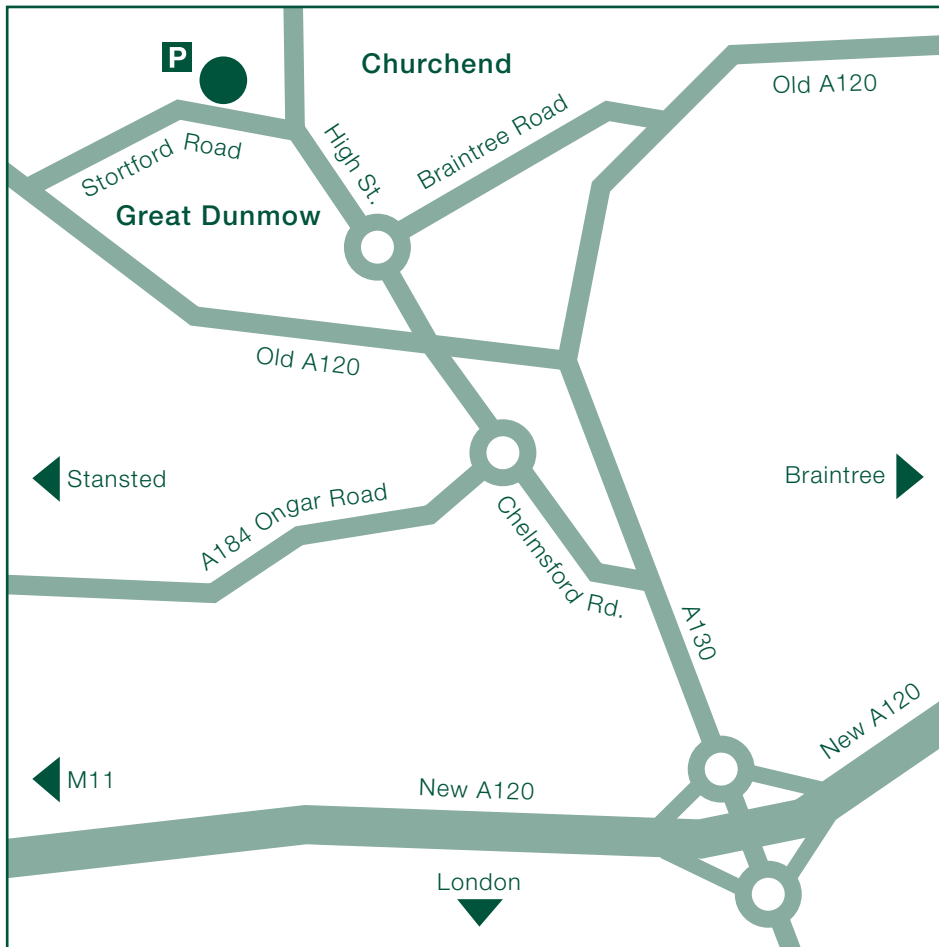 P
Churchend
Old A120
Stortford Road
High St.
Braintree Road
Great Dunmow
Old A120
Stansted
Braintree
A184 Ongar Road
Chelmsford Rd.
A130
New A120
M11
New A120
London